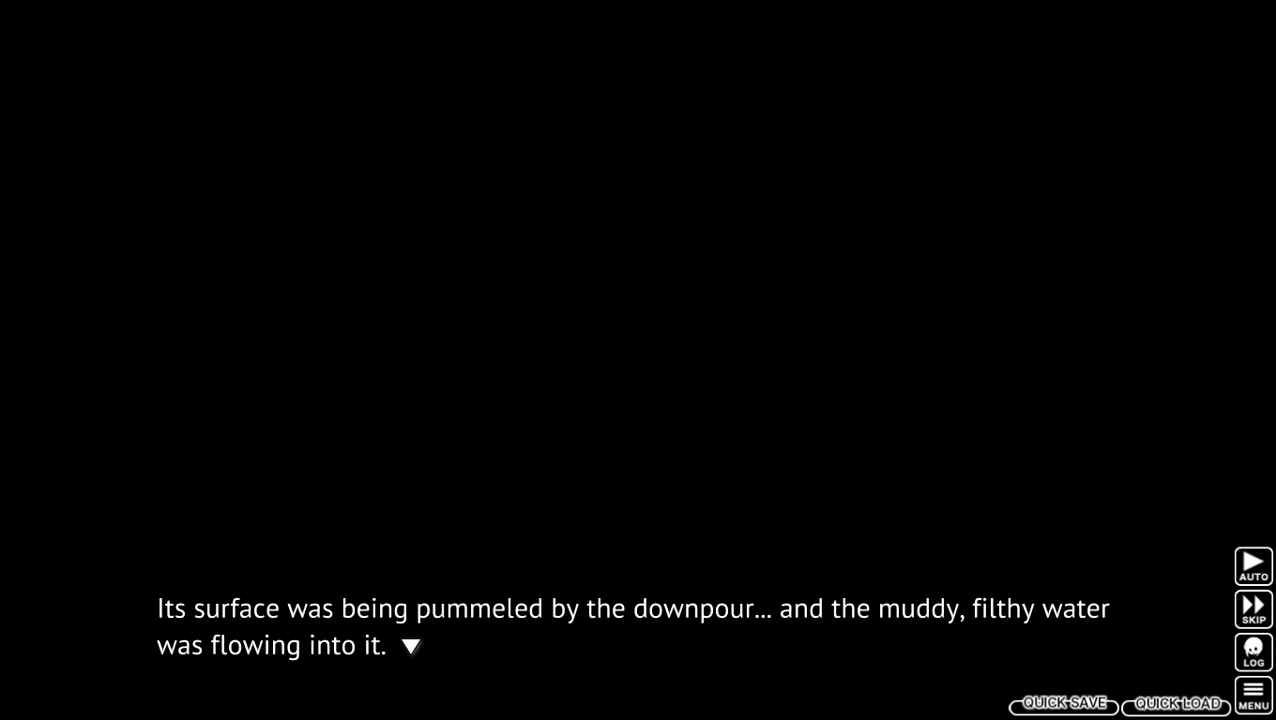 Its surface was being pummeled by the downpour... and the muddy, filthy water
was flowing into it.
AUTO
SKIP
LOG
MENU
QUICK SAVE QUICK LOAD